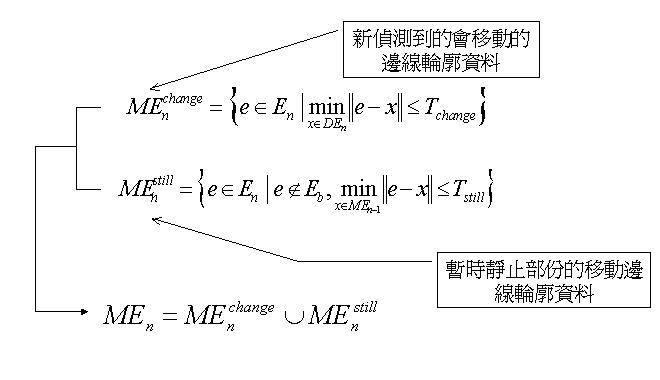 新偵測到的會移動的
邊線輪廓資料
ME_n^{change} = {e ∈ E_n | min_{x∈DE_n} ||e − x|| ≤ T_{change}}
ME_n^{still} = {e ∈ E_n | e ∉ E_b, min_{x∈ME_{n-1}} ||e − x|| ≤ T_{still}}
暫時靜止部份的移動邊
線輪廓資料
ME_n = ME_n^{change} ∪ ME_n^{still}